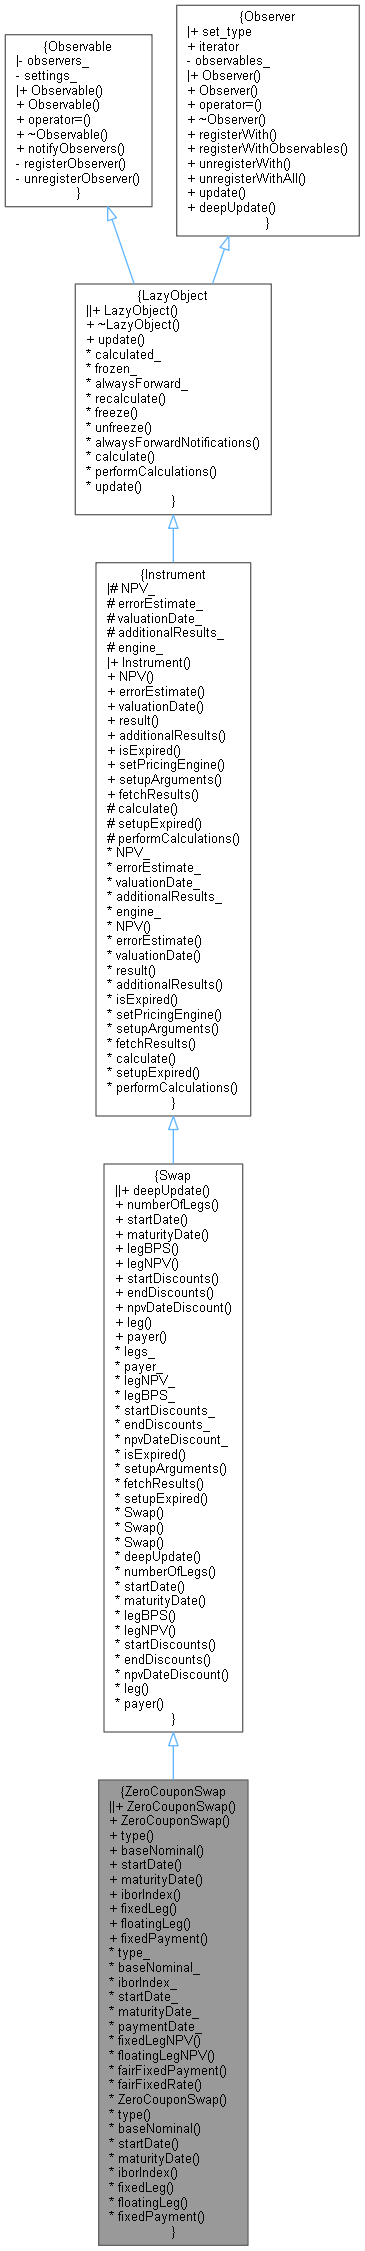 {Observable
|- observers_
- settings_
|+ Observable()
+ Observable()
+ operator=()
+ ~Observable()
+ notifyObservers()
- registerObserver()
- unregisterObserver()
}
{Observer
|+ set_type
+ iterator
- observables_
|+ Observer()
+ Observer()
+ operator=()
+ ~Observer()
+ registerWith()
+ registerWithObservables()
+ unregisterWith()
+ unregisterWithAll()
+ update()
+ deepUpdate()
}
{LazyObject
||+ LazyObject()
+ ~LazyObject()
+ update()
* calculated_
* frozen_
* alwaysForward_
* recalculate()
* freeze()
* unfreeze()
* alwaysForwardNotifications()
* calculate()
* performCalculations()
* update()
}
{Instrument
|# NPV_
# errorEstimate_
# valuationDate_
# additionalResults_
# engine_
|+ Instrument()
+ NPV()
+ errorEstimate()
+ valuationDate()
+ result()
+ additionalResults()
+ isExpired()
+ setPricingEngine()
+ setupArguments()
+ fetchResults()
# calculate()
# setupExpired()
# performCalculations()
* NPV_
* errorEstimate_
* valuationDate_
* additionalResults_
* engine_
* NPV()
* errorEstimate()
* valuationDate()
* result()
* additionalResults()
* isExpired()
* setPricingEngine()
* setupArguments()
* fetchResults()
* calculate()
* setupExpired()
* performCalculations()
}
{Swap
||+ deepUpdate()
+ numberOfLegs()
+ startDate()
+ maturityDate()
+ legBPS()
+ legNPV()
+ startDiscounts()
+ endDiscounts()
+ npvDateDiscount()
+ leg()
+ payer()
* legs_
* payer_
* legNPV_
* legBPS_
* startDiscounts_
* endDiscounts_
* npvDateDiscount_
* isExpired()
* setupArguments()
* fetchResults()
* setupExpired()
* Swap()
* Swap()
* Swap()
* deepUpdate()
* numberOfLegs()
* startDate()
* maturityDate()
* legBPS()
* legNPV()
* startDiscounts()
* endDiscounts()
* npvDateDiscount()
* leg()
* payer()
}
{ZeroCouponSwap
||+ ZeroCouponSwap()
+ ZeroCouponSwap()
+ type()
+ baseNominal()
+ startDate()
+ maturityDate()
+ iborIndex()
+ fixedLeg()
+ floatingLeg()
+ fixedPayment()
* type_
* baseNominal_
* iborIndex_
* startDate_
* maturityDate_
* paymentDate_
* fixedLegNPV()
* floatingLegNPV()
* fairFixedPayment()
* fairFixedRate()
* ZeroCouponSwap()
* type()
* baseNominal()
* startDate()
* maturityDate()
* iborIndex()
* fixedLeg()
* floatingLeg()
* fixedPayment()
}